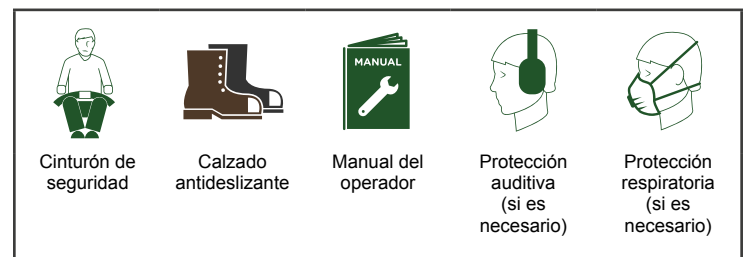 MANUAL
Cinturón de
seguridad
Calzado
antideslizante
Manual del
operador
Protección
auditiva
(si es
necesario)
Protección
respiratoria
(si es
necesario)